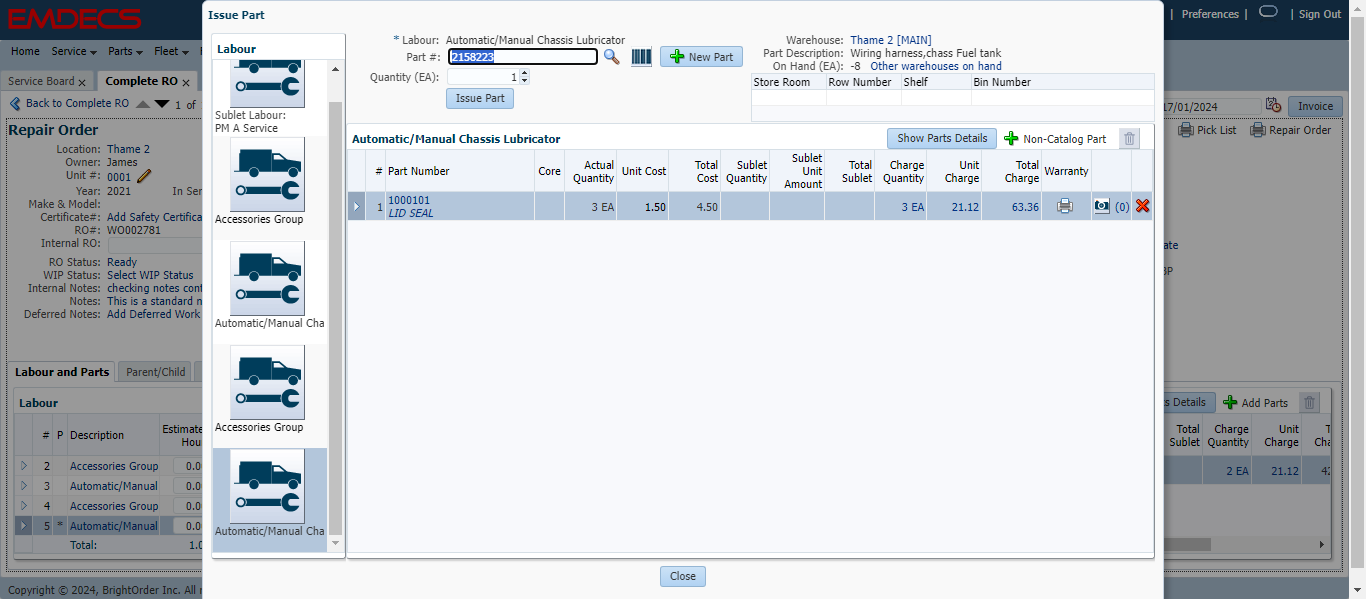 EMDECS
Preferences | | Sign Out
Home Service Parts Fleet
Service Board x Complete RO x
Back to Complete RO 1 of
17/01/2024 Invoice
Pick List Repair Order
Repair Order
Location: Thame 2
Owner: James
Unit #: 0001
Year: 2021 In Ser
Make & Model:
Certificate#: Add Safety Certifica
RO#: WO002781
Internal RO:
RO Status: Ready
WIP Status: Select WIP Status
Internal Notes: checking notes cont
Notes: This is a standard n
Deferred Notes: Add Deferred Work
Labour and Parts Parent/Child
Labour
# P Description Estimate
Hou
2 Accessories Group 0.0
3 Automatic/Manual 0.0
4 Accessories Group 0.0
5 * Automatic/Manual 0.0
Total: 1.0
Copyright © 2024, BrightOrder Inc. All r
Issue Part
Labour
Sublet Labour:
PM A Service
Accessories Group
Automatic/Manual Cha
Accessories Group
Automatic/Manual Cha
* Labour: Automatic/Manual Chassis Lubricator
Part #: 2158223 New Part
Quantity (EA): 1
Issue Part
Warehouse: Thame 2 [MAIN]
Part Description: Wiring harness,chass Fuel tank
On Hand (EA): -8 Other warehouses on hand
Store Room Row Number Shelf Bin Number
Automatic/Manual Chassis Lubricator Show Parts Details Non-Catalog Part
# Part Number Core Actual Quantity Unit Cost Total Cost Sublet Quantity Sublet Unit Amount Total Sublet Charge Quantity Unit Charge Total Charge Warranty
1 1000101 3 EA 1.50 4.50 3 EA 21.12 63.36 (0)
LID SEAL
Close
ate
BP
s Details Add Parts
Total Sublet Charge Quantity Unit Charge T Cha
2 EA 21.12 42